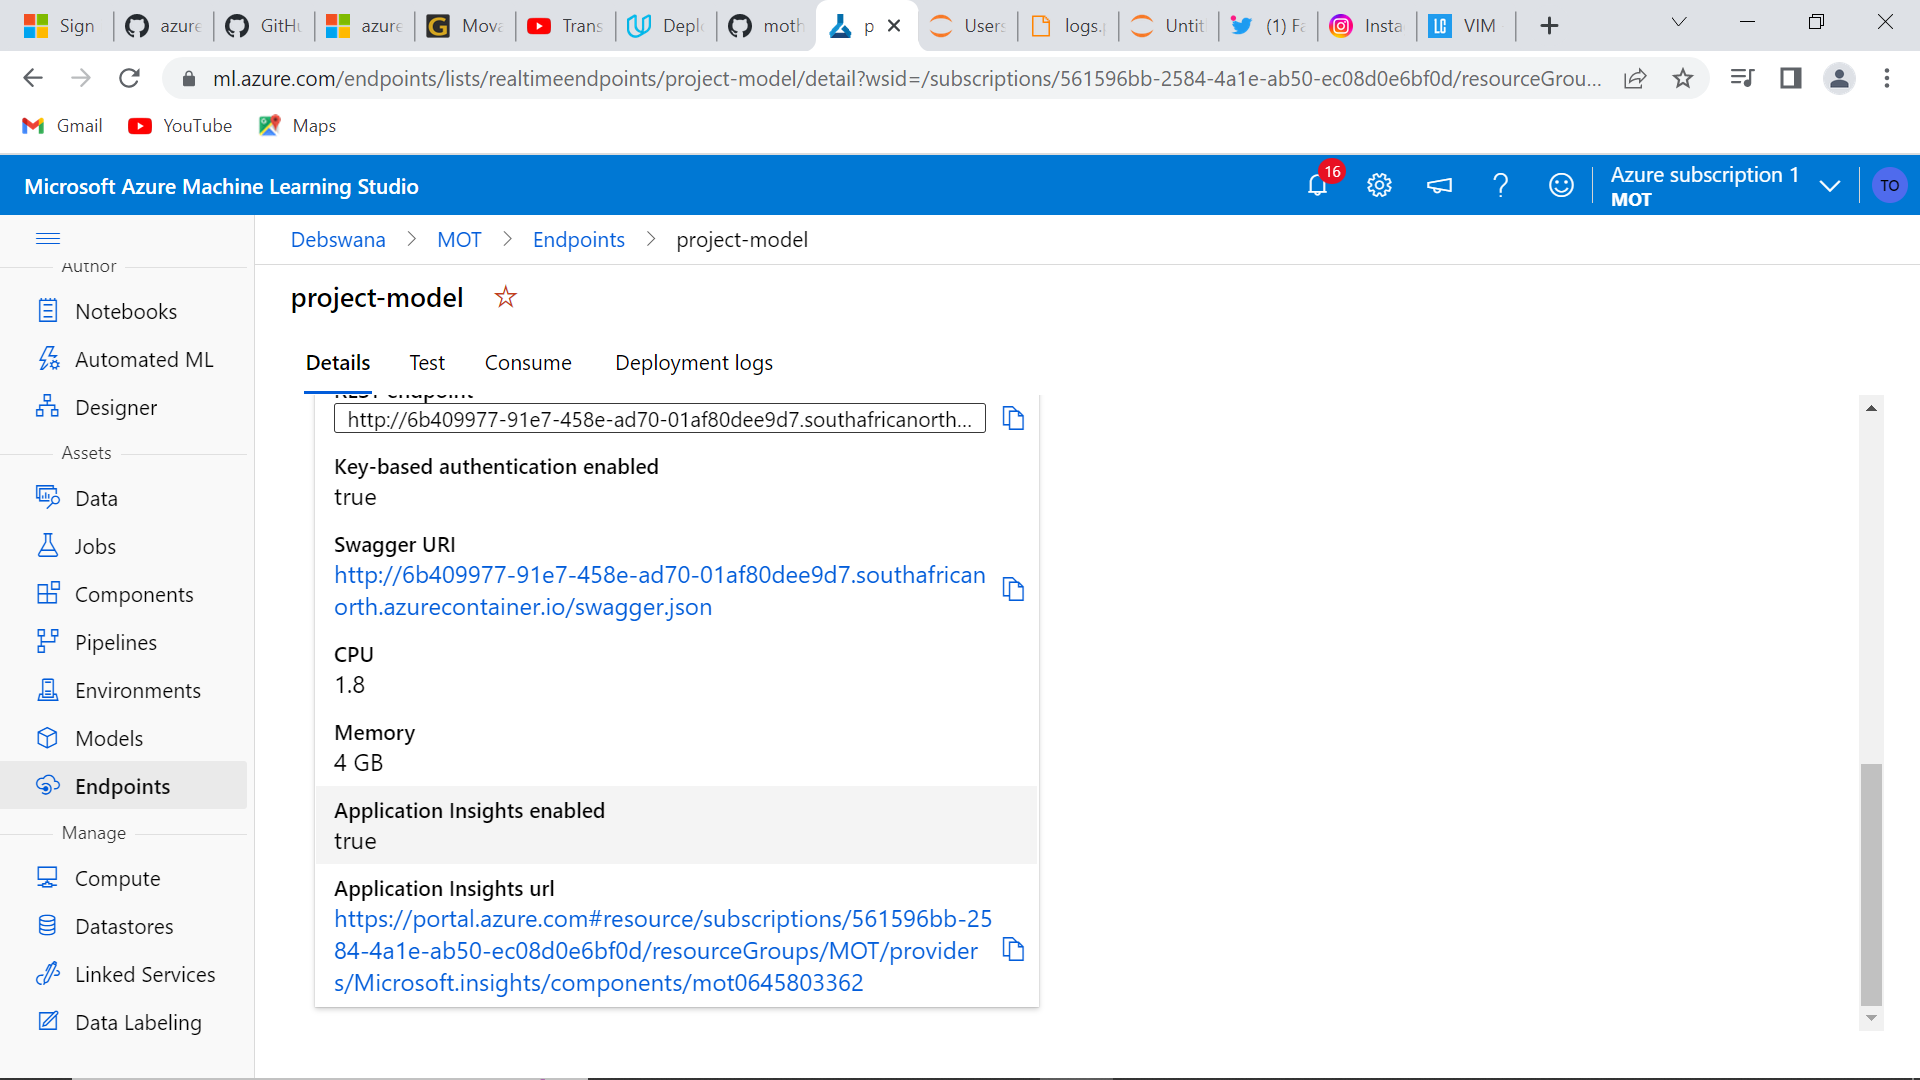 Sign
azure
GitHu
azure
Mova
Trans
Deplo
moth
p
Users
logs.p
Untit
(1) Fa
Insta
VIM
ml.azure.com/endpoints/lists/realtimeendpoints/project-model/detail?wsid=/subscriptions/561596bb-2584-4a1e-ab50-ec08d0e6bf0d/resourceGrou...
Gmail
YouTube
Maps
Microsoft Azure Machine Learning Studio
16
Azure subscription 1
MOT
TO
Author
Notebooks
Automated ML
Designer
Assets
Data
Jobs
Components
Pipelines
Environments
Models
Endpoints
Manage
Compute
Datastores
Linked Services
Data Labeling
Debswana > MOT > Endpoints > project-model
project-model
Details Test Consume Deployment logs
REST endpoint
http://6b409977-91e7-458e-ad70-01af80dee9d7.southafricanorth...
Key-based authentication enabled
true
Swagger URI
http://6b409977-91e7-458e-ad70-01af80dee9d7.southafrican
orth.azurecontainer.io/swagger.json
CPU
1.8
Memory
4 GB
Application Insights enabled
true
Application Insights url
https://portal.azure.com#resource/subscriptions/561596bb-25
84-4a1e-ab50-ec08d0e6bf0d/resourceGroups/MOT/provider
s/Microsoft.insights/components/mot0645803362